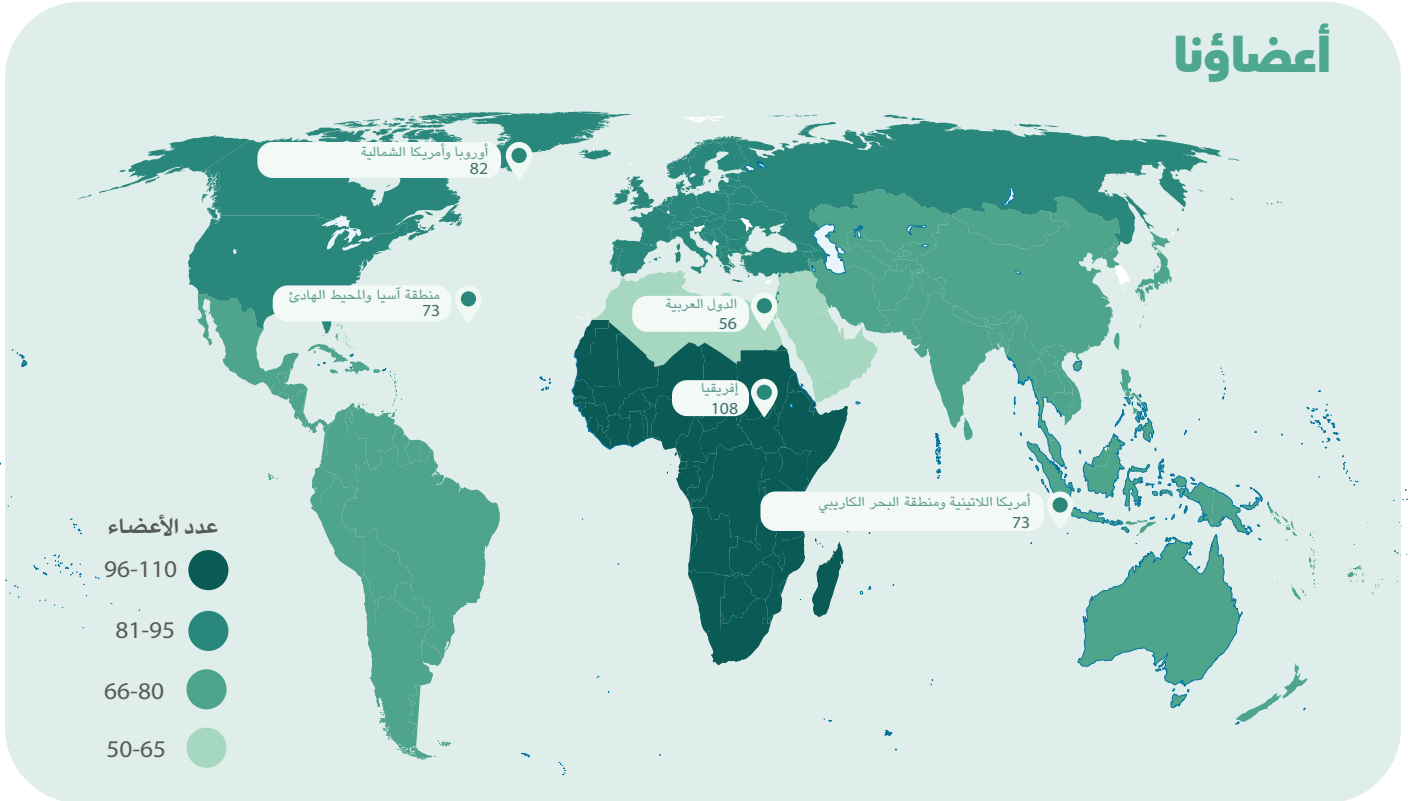 أعضاؤنا
أوروبا وأمريكا الشمالية
82
منطقة آسيا والمحيط الهادئ
73
الدول العربية
56
إفريقيا
108
أمريكا اللاتينية ومنطقة البحر الكاريبي
73
عدد الأعضاء
96-110
81-95
66-80
50-65